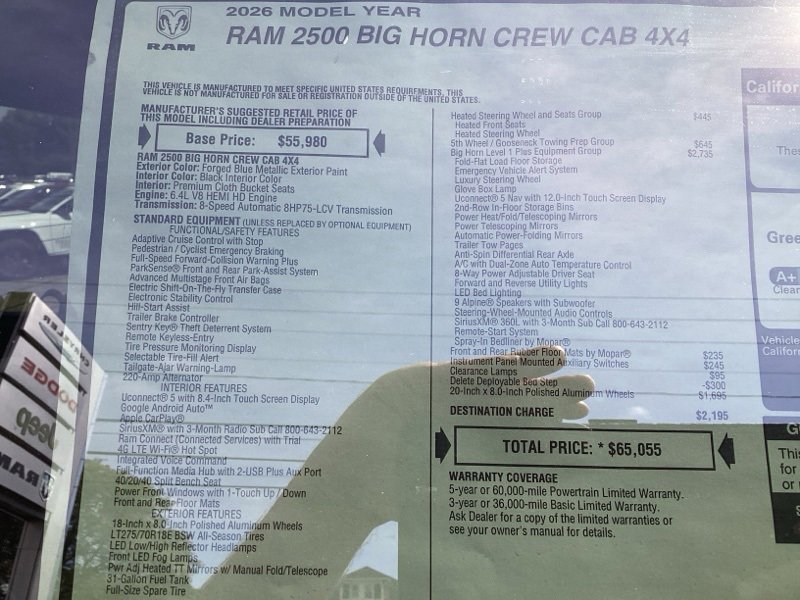 2026 MODEL YEAR
RAM 2500 BIG HORN CREW CAB 4X4
RAM
THIS VEHICLE IS MANUFACTURED TO MEET SPECIFIC UNITED STATES REQUIREMENTS. THIS
VEHICLE IS NOT MANUFACTURED FOR SALE OR REGISTRATION OUTSIDE OF THE UNITED STATES.
MANUFACTURER'S SUGGESTED RETAIL PRICE OF
THIS MODEL INCLUDING DEALER PREPARATION
Base Price: $55,980
RAM 2500 BIG HORN CREW CAB 4X4
Exterior Color: Forged Blue Metallic Exterior Paint
Interior Color: Black Interior Color
Interior: Premium Cloth Bucket Seats
Engine: 6.4L V8 HEMI HD Engine
Transmission: 8-Speed Automatic 8HP75-LCV Transmission
STANDARD EQUIPMENT (UNLESS REPLACED BY OPTIONAL EQUIPMENT)
FUNCTIONAL/SAFETY FEATURES
Adaptive Cruise Control with Stop
Pedestrian / Cyclist Emergency Braking
Full-Speed Forward-Collision Warning Plus
ParkSense® Front and Rear Park-Assist System
Advanced Multistage Front Air Bags
Electric Shift-On-The-Fly Transfer Case
Electronic Stability Control
Hill-Start Assist
Trailer Brake Controller
Sentry Key® Theft Deterrent System
Remote Keyless-Entry
Tire Pressure Monitoring Display
Selectable Tire-Fill Alert
Tailgate-Ajar Warning-Lamp
220-Amp Alternator
INTERIOR FEATURES
Uconnect® 5 with 8.4-Inch Touch Screen Display
Google Android Auto™
Apple CarPlay®
SiriusXM® with 3-Month Radio Sub Call 800-643-2112
Ram Connect (Connected Services) with Trial
4G LTE Wi-Fi® Hot Spot
Integrated Voice Command
Full-Function Media Hub with 2-USB Plus Aux Port
40/20/40 Split Bench Seat
Power Front Windows with 1-Touch Up / Down
Front and Rear Floor Mats
EXTERIOR FEATURES
18-Inch x 8.0-Inch Polished Aluminum Wheels
LT275/70R18E BSW All-Season Tires
LED Low/High Reflector Headlamps
Front LED Fog Lamps
Pwr Adj Heated TT Mirrors w/ Manual Fold/Telescope
31-Gallon Fuel Tank
Full-Size Spare Tire
Heated Steering Wheel and Seats Group $445
Heated Front Seats
Heated Steering Wheel
5th Wheel / Gooseneck Towing Prep Group $645
Big Horn Level 1 Plus Equipment Group $2,735
Fold-Flat Load Floor Storage
Emergency Vehicle Alert System
Luxury Steering Wheel
Glove Box Lamp
Uconnect® 5 Nav with 12.0-Inch Touch Screen Display
2nd-Row In-Floor Storage Bins
Power Heat/Fold/Telescoping Mirrors
Power Telescoping Mirrors
Automatic Power-Folding Mirrors
Trailer Tow Pages
Anti-Spin Differential Rear Axle
A/C with Dual-Zone Auto Temperature Control
8-Way Power Adjustable Driver Seat
Forward and Reverse Utility Lights
LED Bed Lighting
9 Alpine® Speakers with Subwoofer
Steering-Wheel-Mounted Audio Controls
SiriusXM® 360L with 3-Month Sub Call 800-643-2112
Remote-Start System
Spray-In Bedliner by Mopar®
Front and Rear Rubber Floor Mats by Mopar® $235
Instrument Panel Mounted Auxiliary Switches $245
Clearance Lamps $95
Delete Deployable Bed Step -$300
20-Inch x 8.0-Inch Polished Aluminum Wheels $1,695
DESTINATION CHARGE $2,195
TOTAL PRICE: * $65,055
WARRANTY COVERAGE
5-year or 60,000-mile Powertrain Limited Warranty.
3-year or 36,000-mile Basic Limited Warranty.
Ask Dealer for a copy of the limited warranties or
see your owner's manual for details.
Californ
Thes
Gree
A+
Clean
Vehicle
Californ
G
This
for
or
CHRYSLER
DODGE
Jeep
RAM